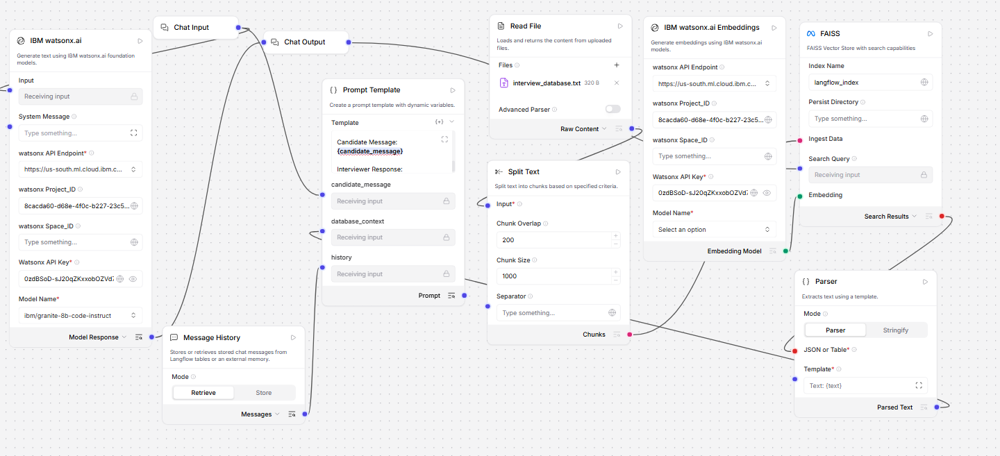 IBM watsonx.ai
Generate text using IBM watsonx.ai foundation
models.
Input
Receiving input
System Message
Type something...
watsonx API Endpoint*
https://us-south.ml.cloud.ibm.c...
watsonx Project_ID
8cacda60-d68e-4f0c-b227-23c5...
watsonx Space_ID
Type something...
Watsonx API Key*
0zdBSoD-sJ20qZKxxobOZVd7
Model Name*
ibm/granite-8b-code-instruct
Model Response
Chat Input
Chat Output
Message History
Stores or retrieves stored chat messages from
Langflow tables or an external memory.
Mode
Retrieve
Store
Messages
Prompt Template
Create a prompt template with dynamic variables.
Template
{+}
Candidate Message:
{candidate_message}
Interviewer Response:
candidate_message
Receiving input
database_context
Receiving input
history
Receiving input
Prompt
Read File
Loads and returns the content from uploaded
files.
Files
interview_database.txt 320 B
Advanced Parser
Raw Content
Split Text
Split text into chunks based on specified criteria.
Input*
Chunk Overlap
200
Chunk Size
1000
Separator
Type something...
Chunks
IBM watsonx.ai Embeddings
Generate embeddings using IBM watsonx.ai
models.
watsonx API Endpoint
https://us-south.ml.cloud.ibm.c...
watsonx Project_ID
8cacda60-d68e-4f0c-b227-23c5...
watsonx Space_ID
Type something...
Watsonx API Key*
0zdBSoD-sJ20qZKxxobOZVd7
Model Name*
Select an option
Embedding Model
FAISS
FAISS Vector Store with search capabilities
Index Name
langflow_index
Persist Directory
Type something...
Ingest Data
Search Query
Receiving input
Embedding
Search Results
Parser
Extracts text using a template.
Mode
Parser
Stringify
JSON or Table*
Template*
Text: {text}
Parsed Text